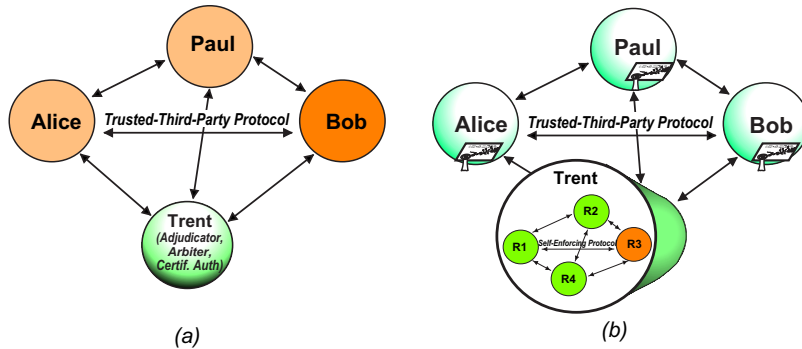 Paul
Alice
Trusted-Third-Party Protocol
Bob
Trent
(Adjudicator,
Arbiter,
Certif. Auth)
(a)
Paul
Alice
Trusted-Third-Party Protocol
Bob
Trent
R2
R1
Self-Enforcing Protocol
R3
R4
(b)